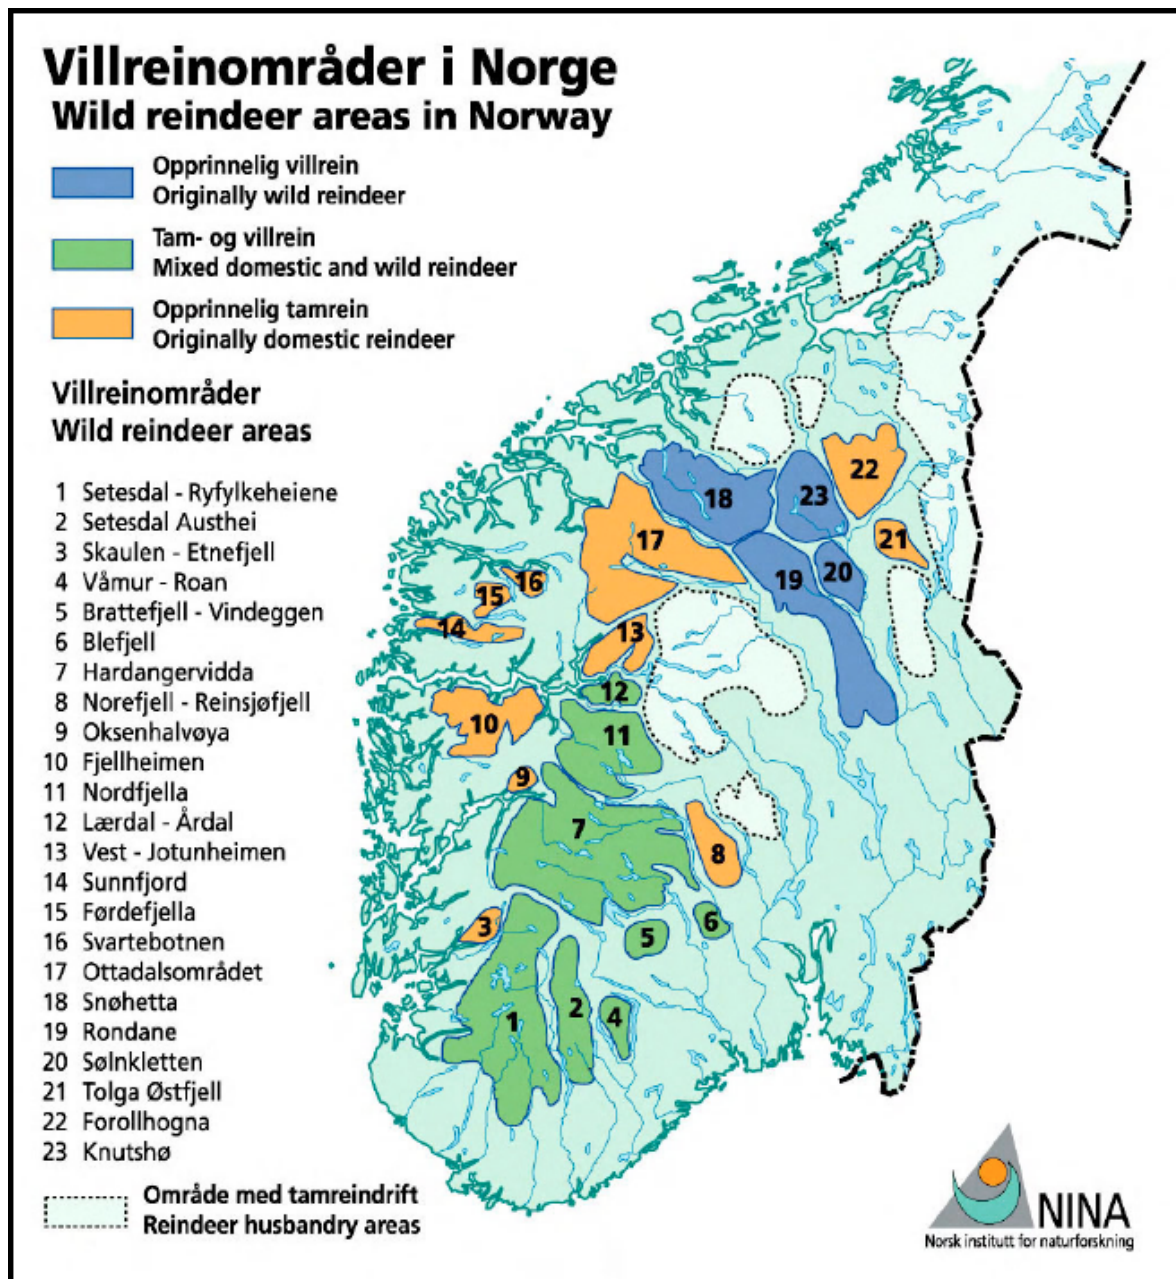 Villreinområder i Norge
Wild reindeer areas in Norway
Opprinnelig villrein
Originally wild reindeer
Tam- og villrein
Mixed domestic and wild reindeer
Opprinnelig tamrein
Originally domestic reindeer
Villreinområder
Wild reindeer areas
1 Setesdal - Ryfylkeheiene
2 Setesdal Austhei
3 Skaulen - Etnefjell
4 Våmur - Roan
5 Brattefjell - Vindeggen
6 Blefjell
7 Hardangervidda
8 Norefjell - Reinsjøfjell
9 Oksenhalvøya
10 Fjellheimen
11 Nordfjella
12 Lærdal - Årdal
13 Vest - Jotunheimen
14 Sunnfjord
15 Førdefjella
16 Svartebotnen
17 Ottadalsområdet
18 Snøhetta
19 Rondane
20 Sølnkletten
21 Tolga Østfjell
22 Forollhogna
23 Knutshø
Område med tamreindrift
Reindeer husbandry areas
22
18
23
17
21
19
20
16
15
14
13
12
10
11
9
7
8
6
3
5
2
4
1
NINA
Norsk institutt for naturforskning